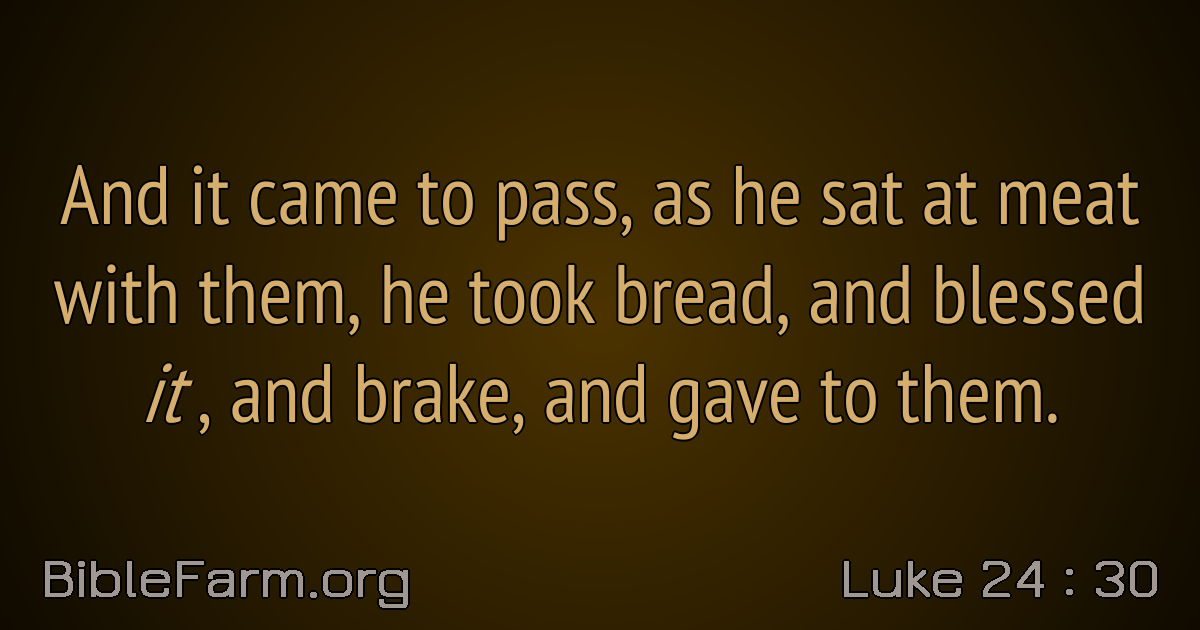 And it came to pass, as he sat at meat
with them, he took bread, and blessed
it , and brake, and gave to them.
BibleFarm.org
Luke 24 : 30